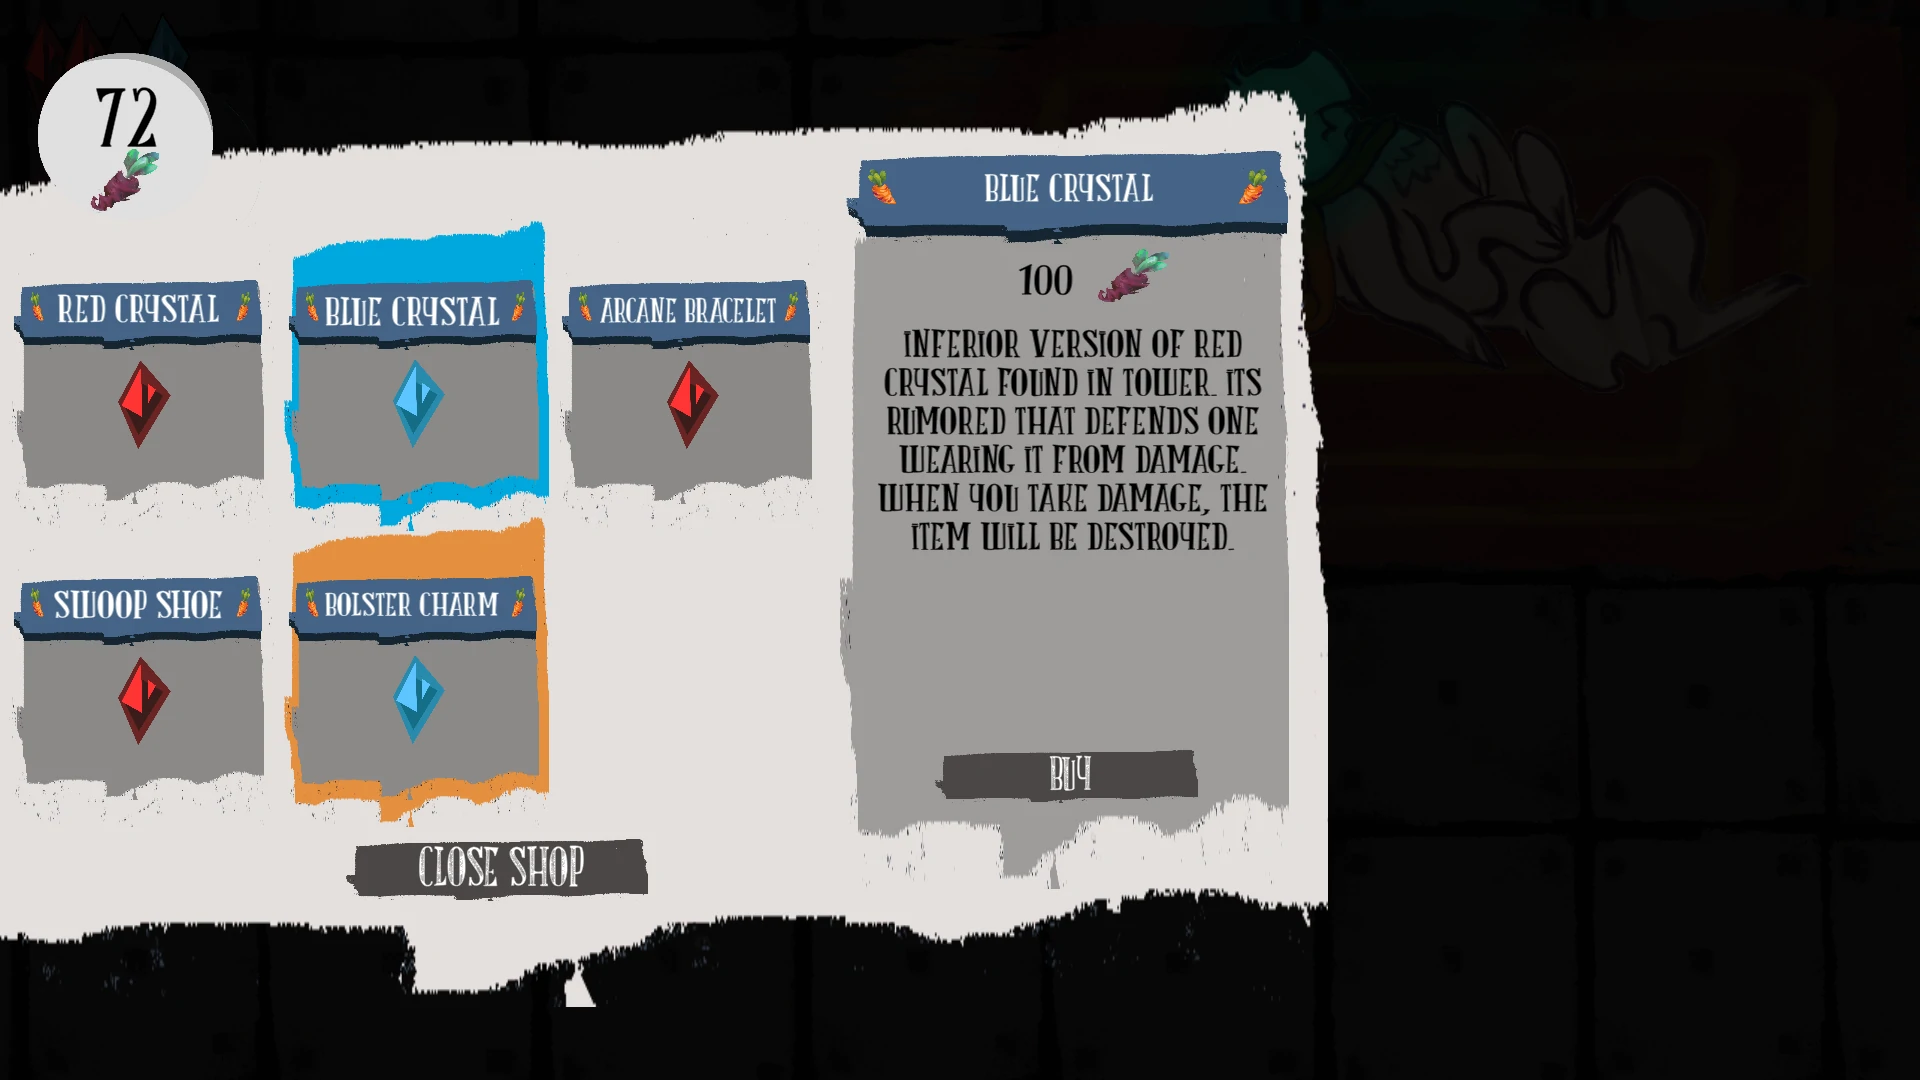 72
RED CRYSTAL
BLUE CRYSTAL
ARCANE BRACELET
SWOOP SHOE
BOLSTER CHARM
CLOSE SHOP
BLUE CRYSTAL
100
INFERIOR VERSION OF RED
CRYSTAL FOUND IN TOWER. ITS
RUMORED THAT DEFENDS ONE
WEARING IT FROM DAMAGE.
WHEN YOU TAKE DAMAGE, THE
ITEM WILL BE DESTROYED.
BUY